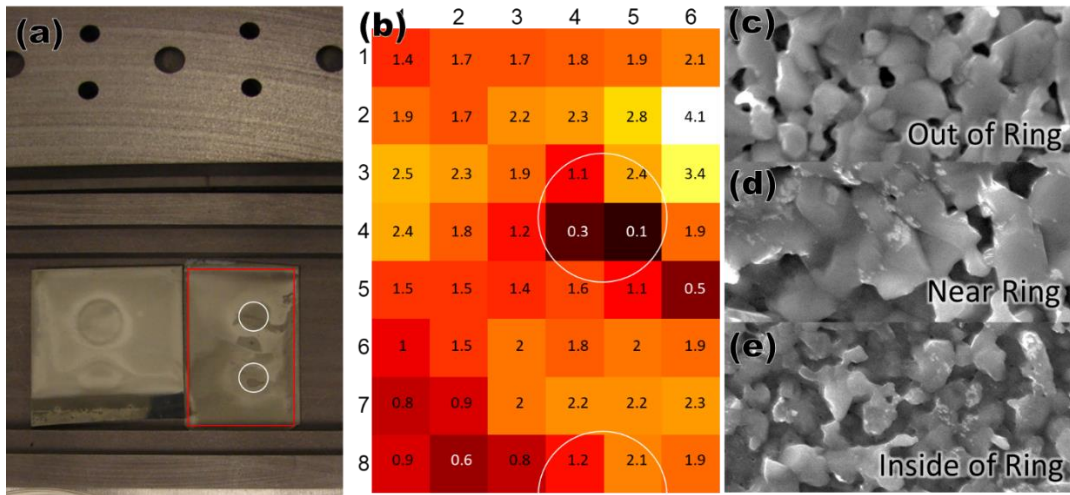 (a)
(b)
1 2 3 4 5 6
1 1.4 1.7 1.7 1.8 1.9 2.1
2 1.9 1.7 2.2 2.3 2.8 4.1
3 2.5 2.3 1.9 1.1 2.4 3.4
4 2.4 1.8 1.2 0.3 0.1 1.9
5 1.5 1.5 1.4 1.6 1.1 0.5
6 1 1.5 2 1.8 2 1.9
7 0.8 0.9 2 2.2 2.2 2.3
8 0.9 0.6 0.8 1.2 2.1 1.9
(c)
Out of Ring
(d)
Near Ring
(e)
Inside of Ring